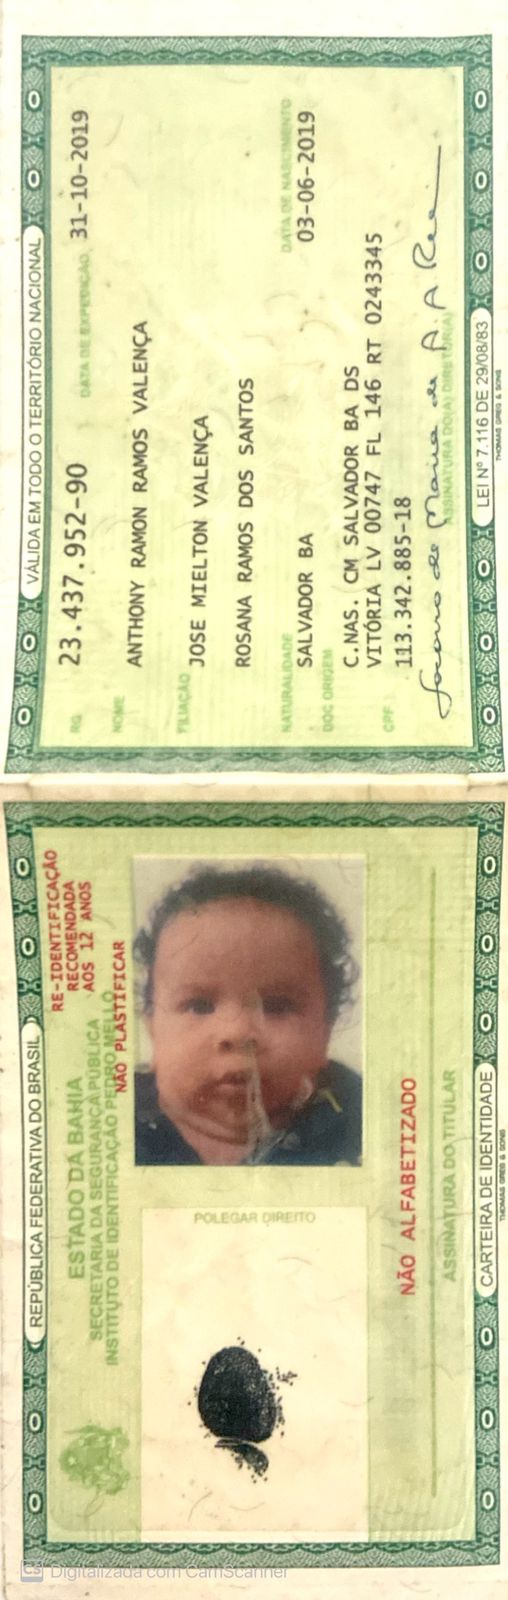 VÁLIDA EM TODO O TERRITÓRIO NACIONAL
RG 23.437.952-90 DATA DE EXPEDIÇÃO 31-10-2019
NOME ANTHONY RAMON RAMOS VALENÇA
FILIAÇÃO JOSE MIELTON VALENÇA
ROSANA RAMOS DOS SANTOS
NATURALIDADE DATA DE NASCIMENTO
SALVADOR BA 03-06-2019
DOC ORIGEM C.NAS. CM SALVADOR BA DS
VITÓRIA LV 00747 FL 146 RT 0243345
CPF 113.342.885-18
ASSINATURA DO(A) DIRETOR(A)
LEI Nº 7.116 DE 29/08/83
THOMAS GREG & SONS
REPÚBLICA FEDERATIVA DO BRASIL
RE-IDENTIFICAÇÃO
RECOMENDADA
AOS 12 ANOS
ESTADO DA BAHIA
SECRETARIA DA SEGURANÇA PÚBLICA
INSTITUTO DE IDENTIFICAÇÃO PEDRO MELLO
NÃO PLASTIFICAR
POLEGAR DIREITO
NÃO ALFABETIZADO
ASSINATURA DO TITULAR
CARTEIRA DE IDENTIDADE
THOMAS GREG & SONS
CS Digitalizada com CamScanner